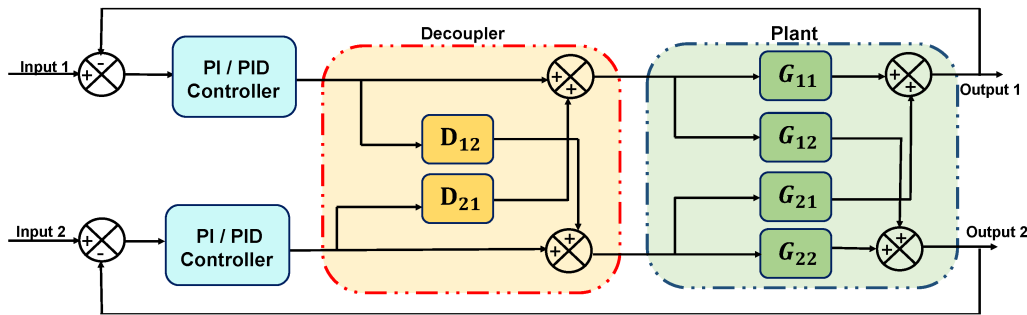 Decoupler
Plant
Input 1
+
-
PI / PID
Controller
+
+
G₁₁
+
+
Output 1
D₁₂
G₁₂
D₂₁
G₂₁
Input 2
+
-
PI / PID
Controller
+
+
G₂₂
+
+
Output 2